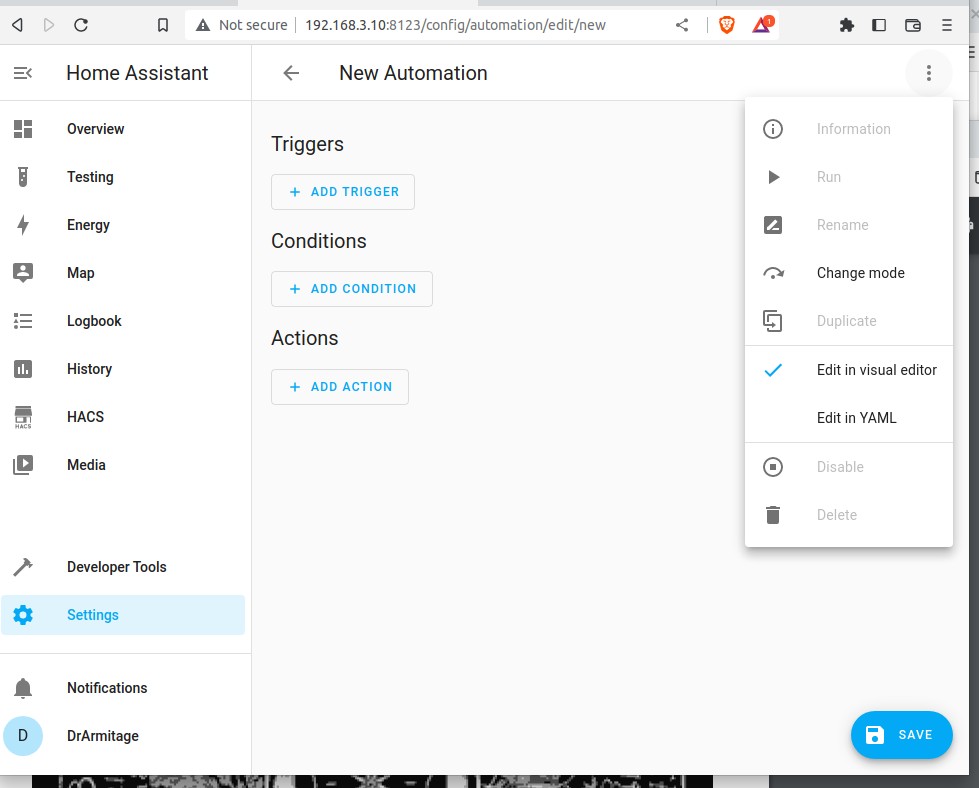 Not secure
192.168.3.10:8123/config/automation/edit/new
1
Home Assistant
New Automation
Overview
Testing
Energy
Map
Logbook
History
HACS
HACS
Media
Developer Tools
Settings
Notifications
D
DrArmitage
Triggers
+ ADD TRIGGER
Conditions
+ ADD CONDITION
Actions
+ ADD ACTION
Information
Run
Rename
Change mode
Duplicate
Edit in visual editor
Edit in YAML
Disable
Delete
SAVE